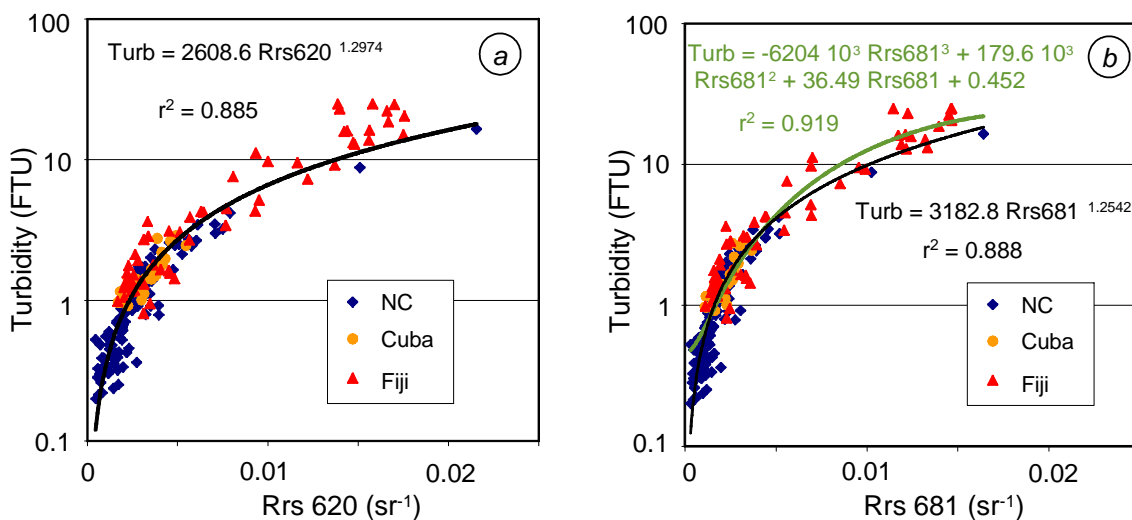 100
10
1
0.1
Turbidity (FTU)
Turb = 2608.6 Rrs620 ^1.2974
r² = 0.885
a
NC
Cuba
Fiji
0
0.01
0.02
Rrs 620 (sr⁻¹)
100
10
1
0.1
Turbidity (FTU)
Turb = -6204 10³ Rrs681³ + 179.6 10³
Rrs681² + 36.49 Rrs681 + 0.452
r² = 0.919
b
Turb = 3182.8 Rrs681 ^1.2542
r² = 0.888
NC
Cuba
Fiji
0
0.01
0.02
Rrs 681 (sr⁻¹)